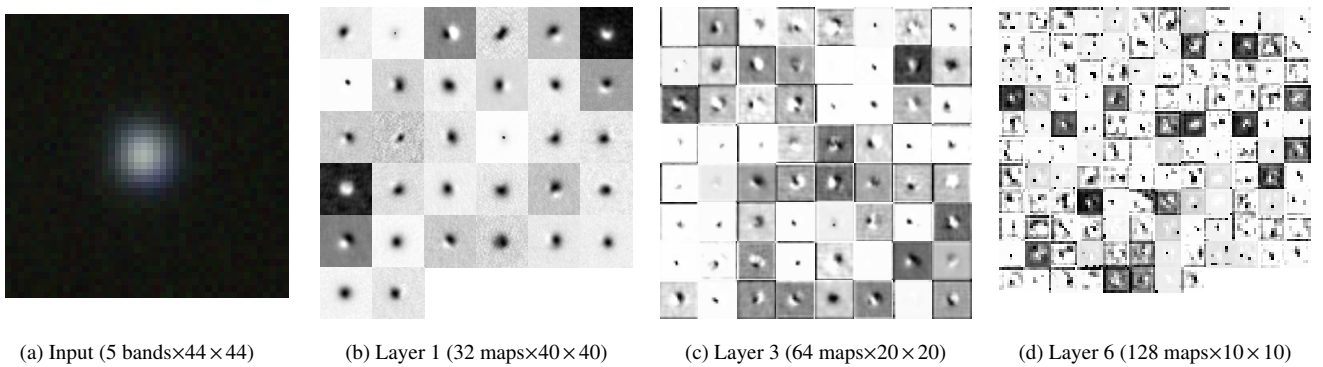 (a) Input (5 bands×44×44)
(b) Layer 1 (32 maps×40×40)
(c) Layer 3 (64 maps×20×20)
(d) Layer 6 (128 maps×10×10)